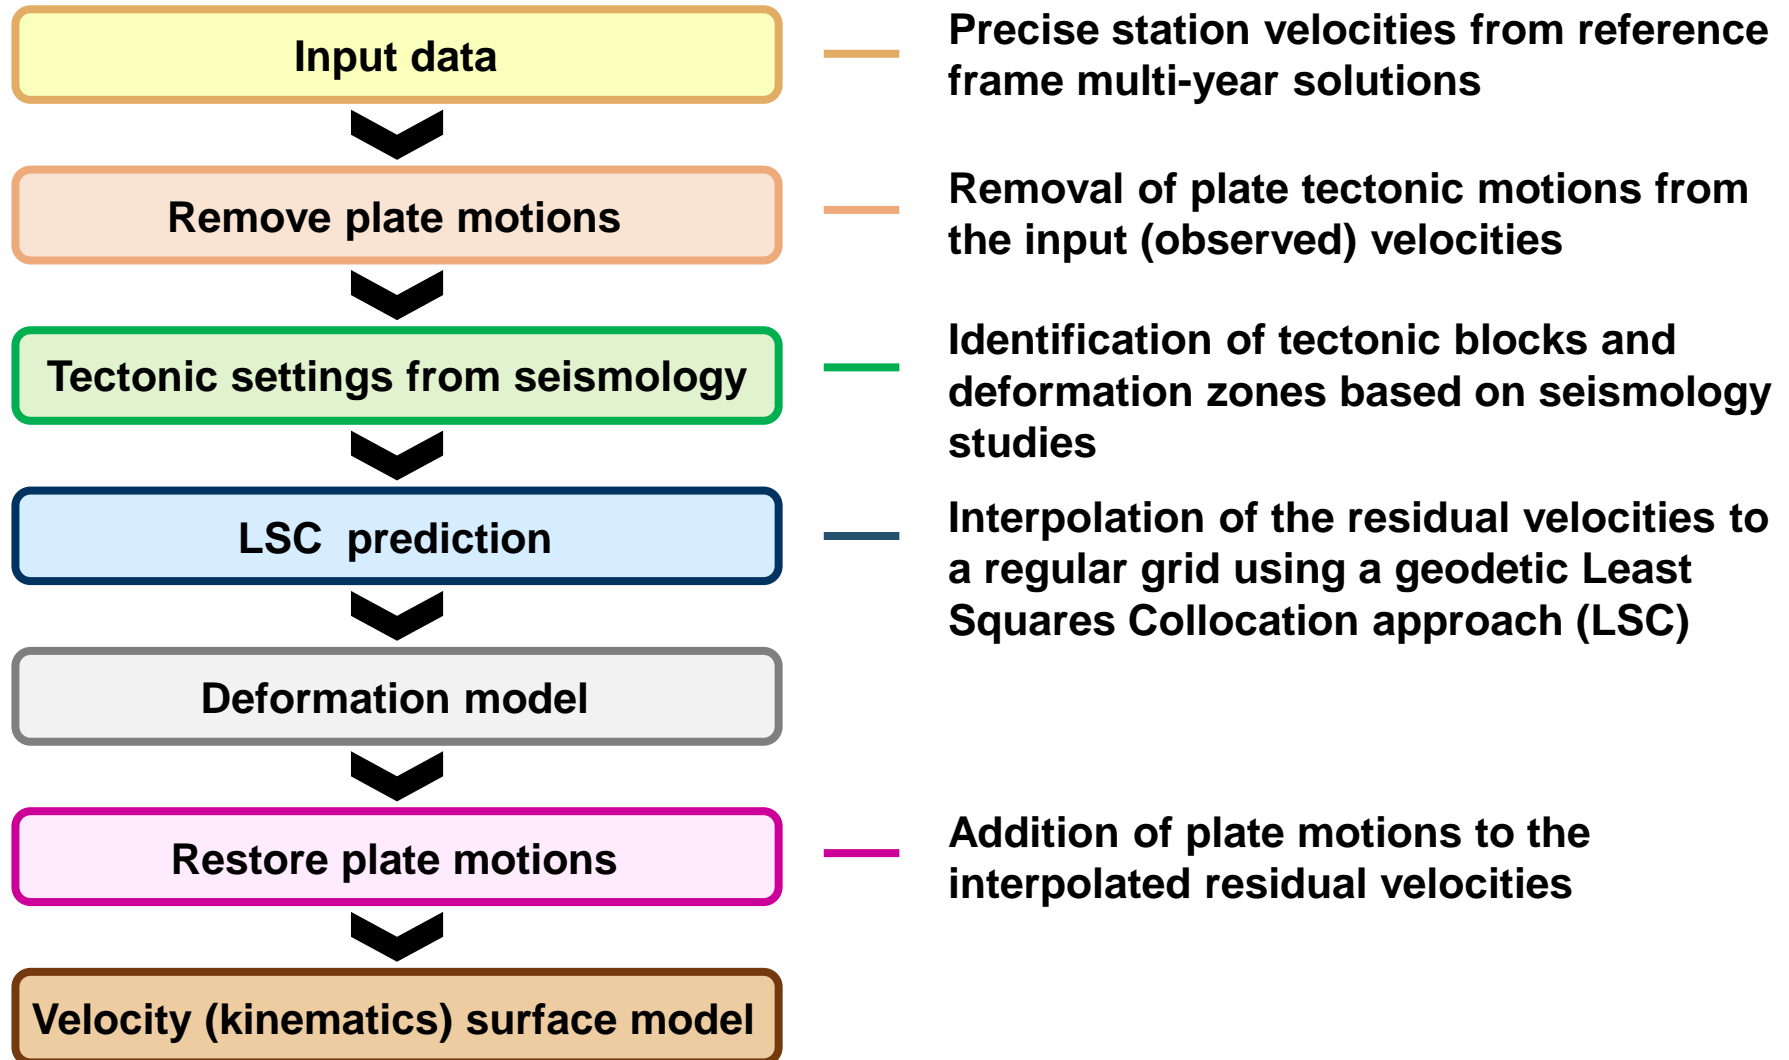 Input data
Precise station velocities from reference
frame multi-year solutions
Remove plate motions
Removal of plate tectonic motions from
the input (observed) velocities
Tectonic settings from seismology
Identification of tectonic blocks and
deformation zones based on seismology
studies
LSC prediction
Interpolation of the residual velocities to
a regular grid using a geodetic Least
Squares Collocation approach (LSC)
Deformation model
Restore plate motions
Addition of plate motions to the
interpolated residual velocities
Velocity (kinematics) surface model